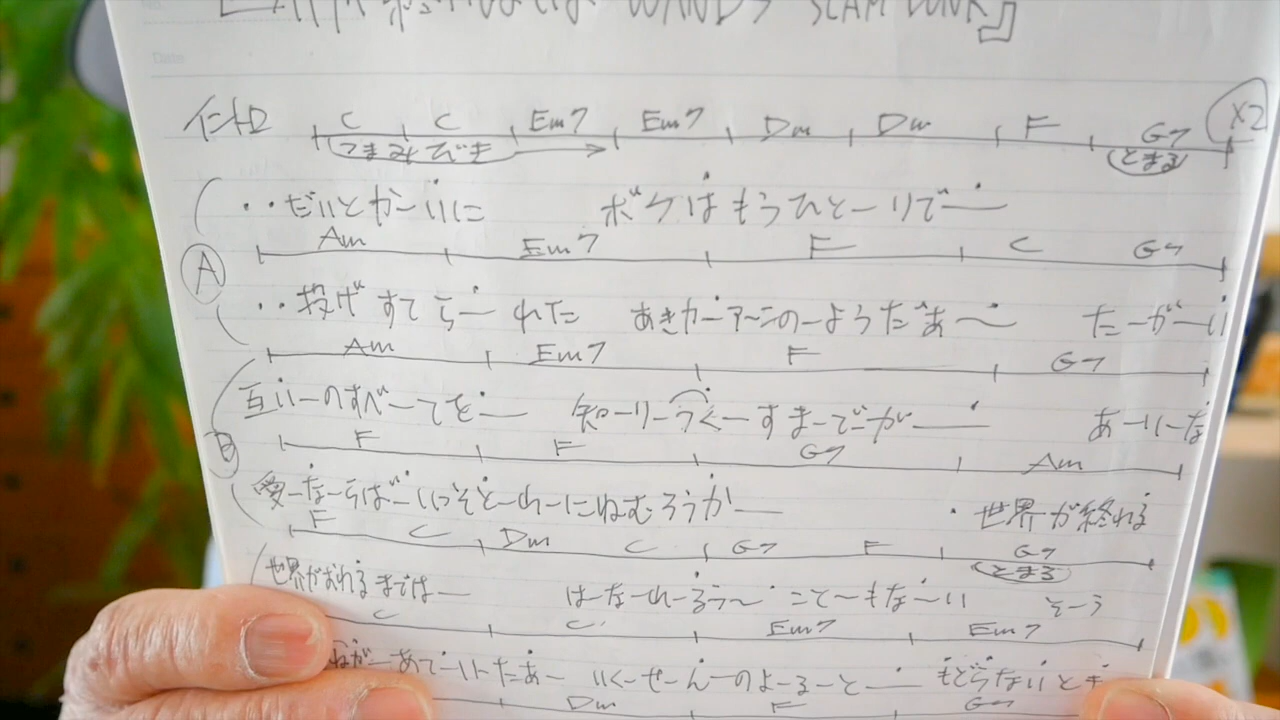 WANDS SLAM DUNK』
Date
イントロ C C Em7 Em7 Dm Dm F G7 ×2
つまみびき とまる
‥だいとかーいに ボクはもうひとーりでー
Ⓐ Am Em7 F C G7
‥投げすてらーれた あきカーアーンのーようだあー たーがーい
Am Em7 F G7
互いーのすべーてをー 知ーりーつくーすまーでーがー あーいーな
Ⓑ F F G7 Am
愛ーなーらばーいっそとーわーにねむろうかー ・世界が終れる
F C Dm C G7 F G7
とまる
世界がおわるまでは はーなーれーるうー ことーもなーい そーう
C C Em7 Em7
ねがーあてーいーたあー いくーせーんーのよーるーとー もどらないとき
Dm F G7